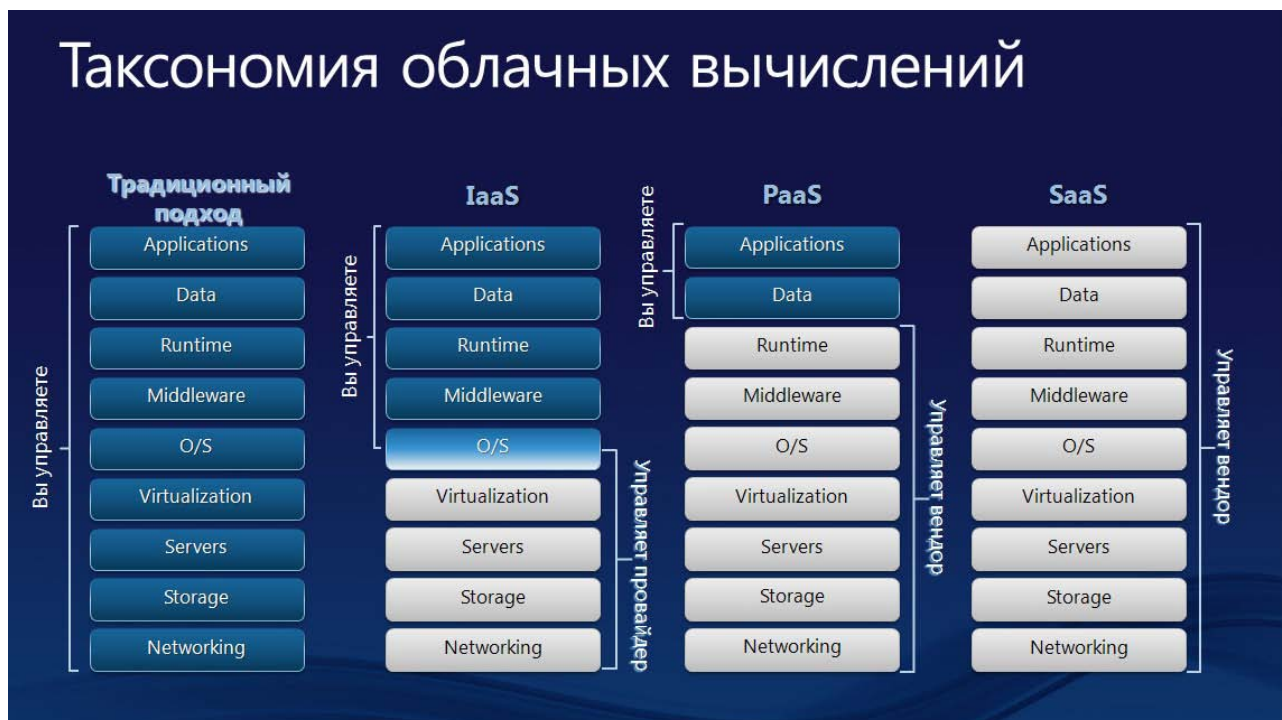 Таксономия облачных вычислений
Традиционный
подход
Вы управляете
Applications
Data
Runtime
Middleware
O/S
Virtualization
Servers
Storage
Networking
IaaS
Вы управляете
Applications
Data
Runtime
Middleware
O/S
Virtualization
Servers
Storage
Networking
Управляет провайдер
PaaS
Вы управляете
Applications
Data
Runtime
Middleware
O/S
Virtualization
Servers
Storage
Networking
Управляет вендор
SaaS
Applications
Data
Runtime
Middleware
O/S
Virtualization
Servers
Storage
Networking
Управляет вендор